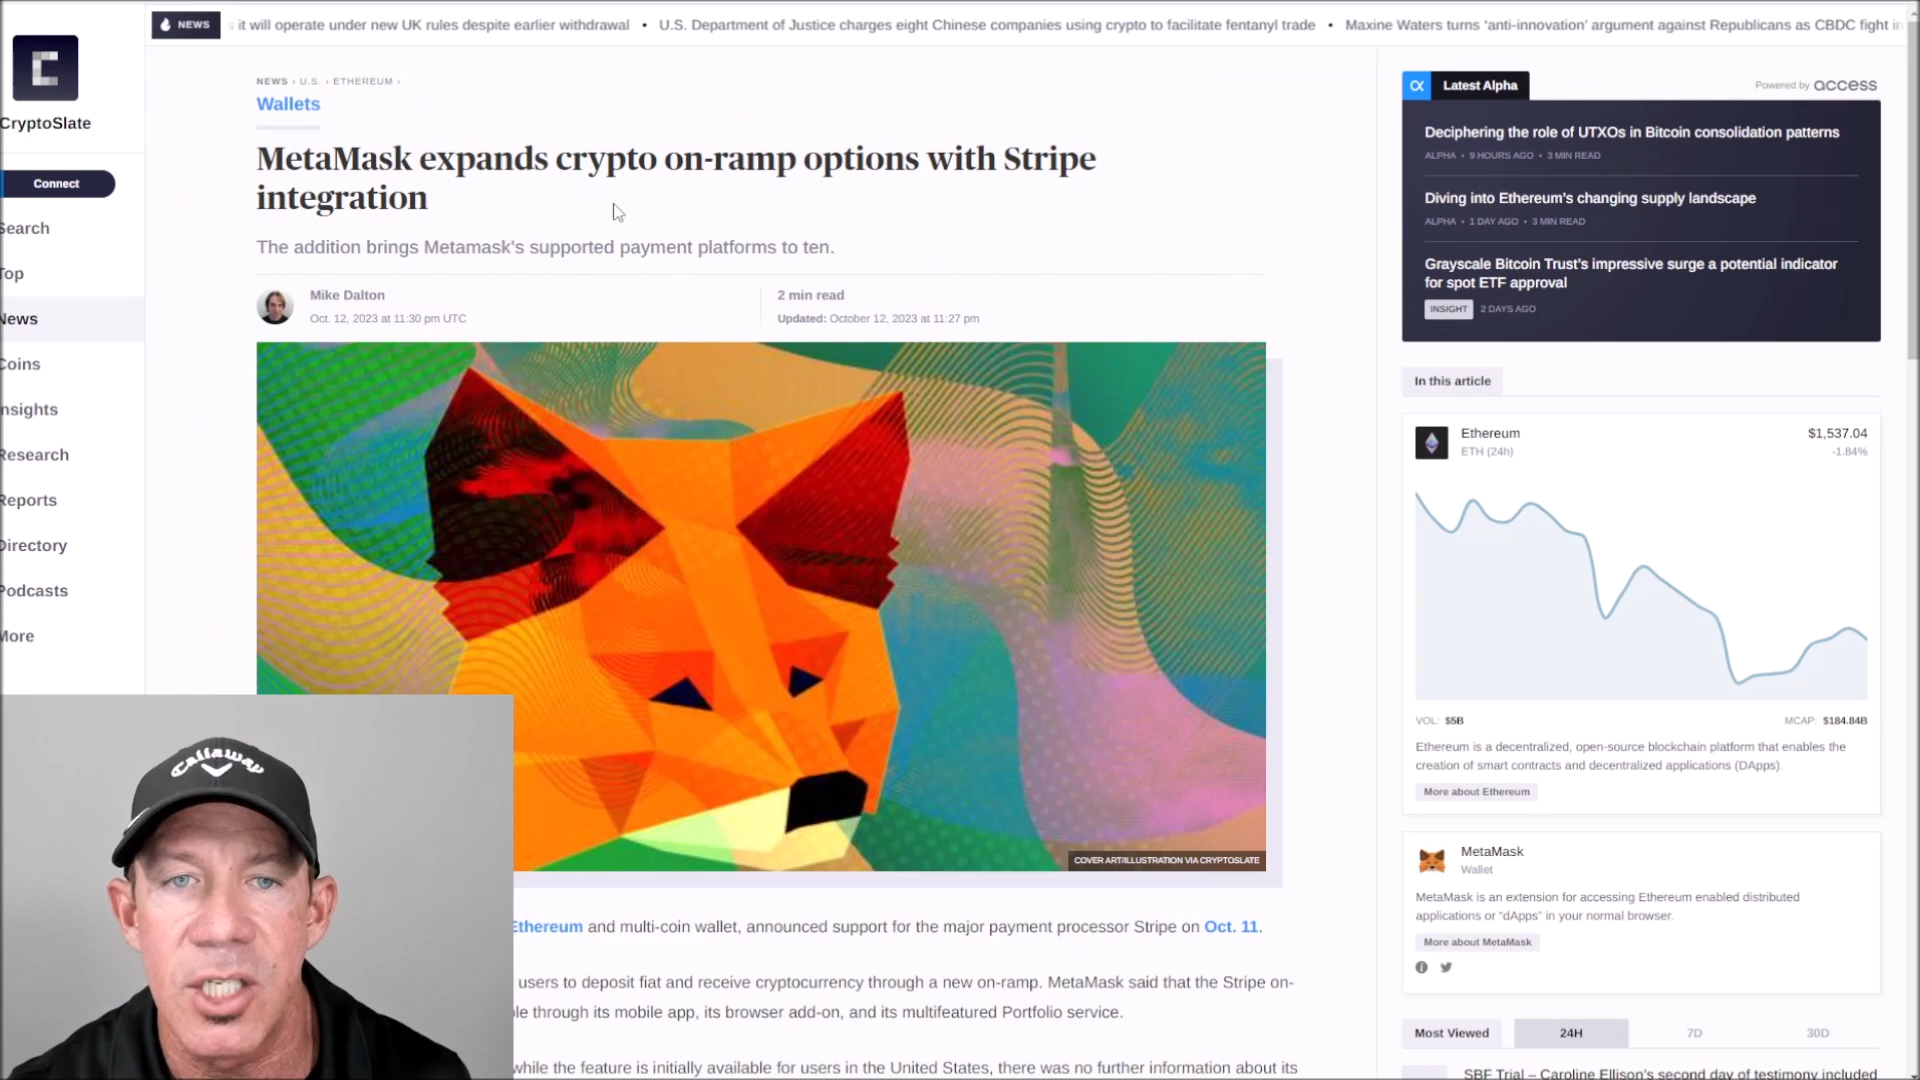 NEWS
it will operate under new UK rules despite earlier withdrawal • U.S. Department of Justice charges eight Chinese companies using crypto to facilitate fentanyl trade • Maxine Waters turns ‘anti-innovation’ argument against Republicans as CBDC fight in
CryptoSlate
Connect
Search
Top
News
Coins
Insights
Research
Reports
Directory
Podcasts
More
NEWS › U.S. › ETHEREUM ›
Wallets
MetaMask expands crypto on-ramp options with Stripe
integration
The addition brings Metamask's supported payment platforms to ten.
Mike Dalton
Oct. 12, 2023 at 11:30 pm UTC
2 min read
Updated: October 12, 2023 at 11:27 pm
COVER ART/ILLUSTRATION VIA CRYPTOSLATE
Callaway
Ethereum and multi-coin wallet, announced support for the major payment processor Stripe on Oct. 11.
users to deposit fiat and receive cryptocurrency through a new on-ramp. MetaMask said that the Stripe on-
le through its mobile app, its browser add-on, and its multifeatured Portfolio service.
while the feature is initially available for users in the United States, there was no further information about its
α Latest Alpha
Powered by access
Deciphering the role of UTXOs in Bitcoin consolidation patterns
ALPHA • 9 HOURS AGO • 3 MIN READ
Diving into Ethereum's changing supply landscape
ALPHA • 1 DAY AGO • 3 MIN READ
Grayscale Bitcoin Trust's impressive surge a potential indicator
for spot ETF approval
INSIGHT 2 DAYS AGO
In this article
Ethereum $1,537.04
ETH (24h) -1.84%
VOL: $5B MCAP: $184.84B
Ethereum is a decentralized, open-source blockchain platform that enables the
creation of smart contracts and decentralized applications (DApps).
More about Ethereum
MetaMask
Wallet
MetaMask is an extension for accessing Ethereum enabled distributed
applications or “dApps” in your normal browser.
More about MetaMask
Most Viewed 24H 7D 30D
SBF Trial – Caroline Ellison's second day of testimony included